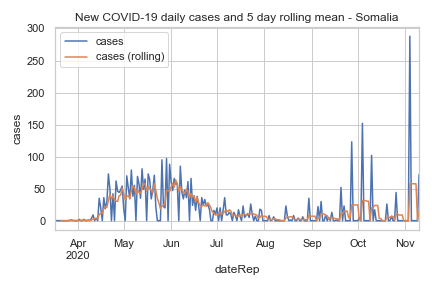 New COVID-19 daily cases and 5 day rolling mean - Somalia
cases
cases (rolling)
300
250
200
150
100
50
0
cases
Apr
2020
May
Jun
Jul
Aug
Sep
Oct
Nov
dateRep